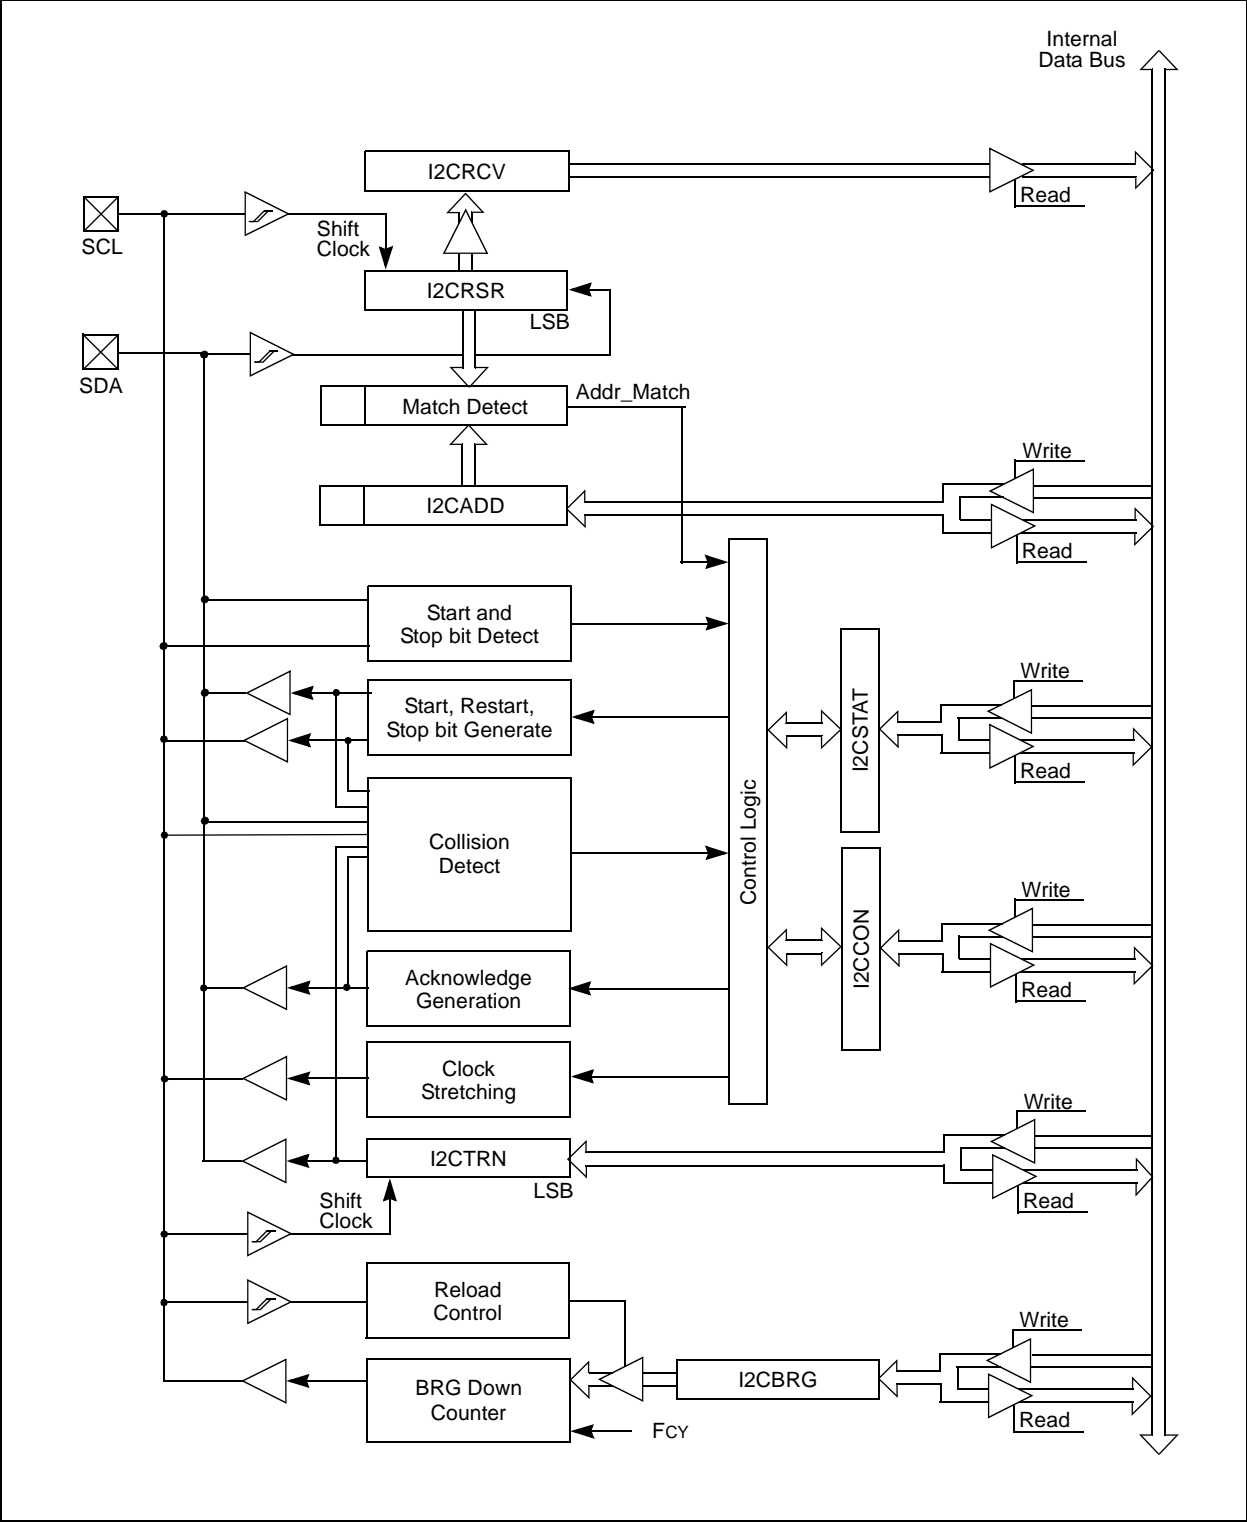 Internal
Data Bus
I2CRCV
Read
SCL
Shift
Clock
I2CRSR
LSB
SDA
Match Detect
Addr_Match
I2CADD
Write
Read
Start and
Stop bit Detect
Start, Restart,
Stop bit Generate
Collision
Detect
Control Logic
I2CSTAT
Write
Read
I2CCON
Write
Read
Acknowledge
Generation
Clock
Stretching
I2CTRN
LSB
Write
Read
Shift
Clock
Reload
Control
BRG Down
Counter
FCY
I2CBRG
Write
Read